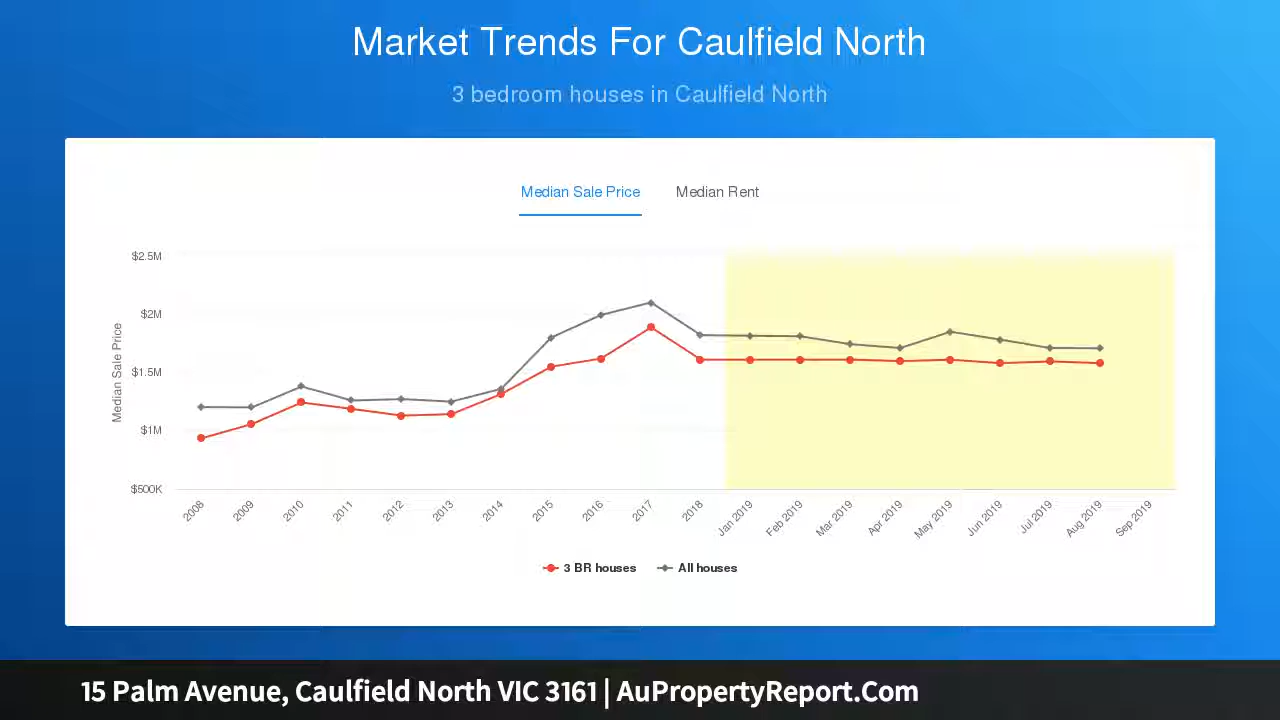 Market Trends For Caulfield North
3 bedroom houses in Caulfield North
Median Sale Price
Median Rent
$2.5M
$2M
$1.5M
$1M
$500K
Median Sale Price
2008
2009
2010
2011
2012
2013
2014
2015
2016
2017
2018
Jan 2019
Feb 2019
Mar 2019
Apr 2019
May 2019
Jun 2019
Jul 2019
Aug 2019
Sep 2019
3 BR houses
All houses
15 Palm Avenue, Caulfield North VIC 3161 | AuPropertyReport.Com